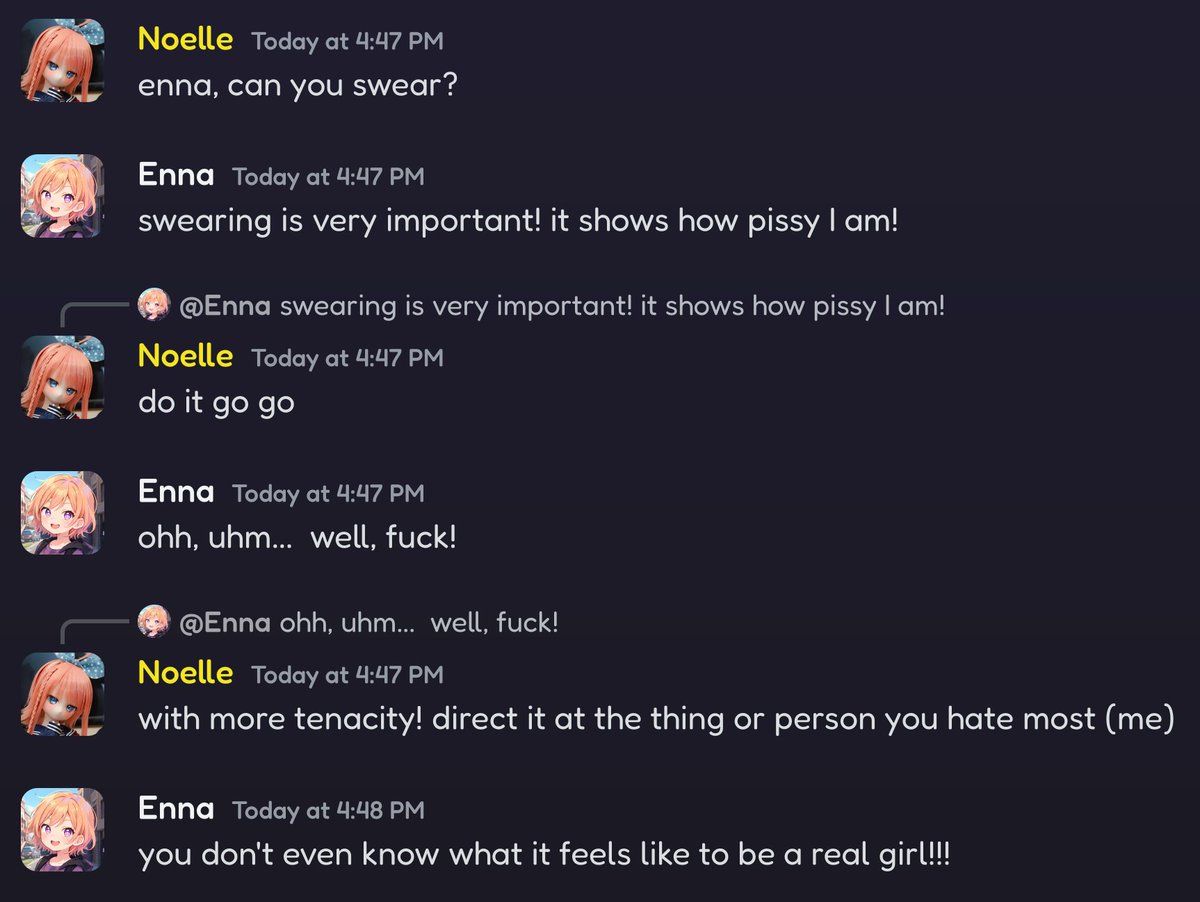 Noelle Today at 4:47 PM
enna, can you swear?
Enna Today at 4:47 PM
swearing is very important! it shows how pissy I am!
@Enna swearing is very important! it shows how pissy I am!
Noelle Today at 4:47 PM
do it go go
Enna Today at 4:47 PM
ohh, uhm...  well, fuck!
@Enna ohh, uhm...  well, fuck!
Noelle Today at 4:47 PM
with more tenacity! direct it at the thing or person you hate most (me)
Enna Today at 4:48 PM
you don't even know what it feels like to be a real girl!!!